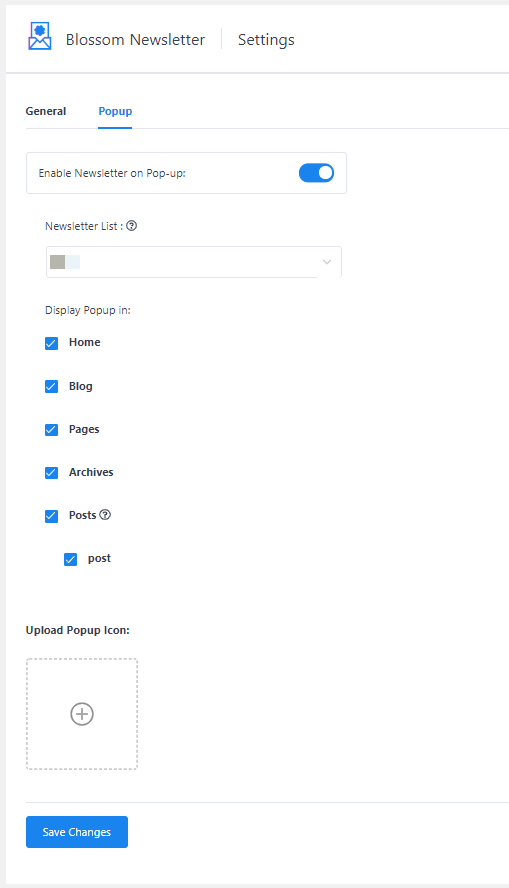 Blossom Newsletter Settings
General Popup
Enable Newsletter on Pop-up:
Newsletter List :
Display Popup in:
Home
Blog
Pages
Archives
Posts
post
Upload Popup Icon:
Save Changes